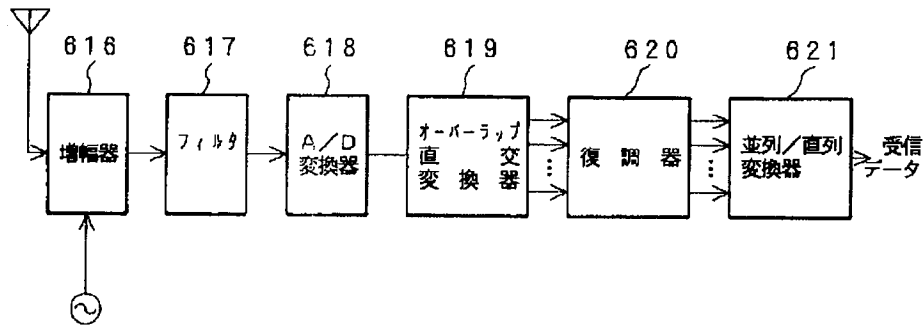 616
617
618
619
620
621
増幅器
フィルタ
A/D
変換器
オーバーラップ
直交
変換器
復調器
並列/直列
変換器
受信
データ